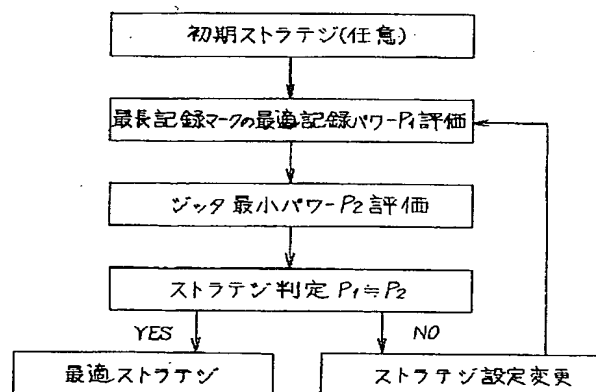 初期ストラテジ(任意)
最長記録マークの最適記録パワーP1評価
ジッタ最小パワーP2評価
ストラテジ判定 P1≒P2
YES NO
最適ストラテジ ストラテジ設定変更